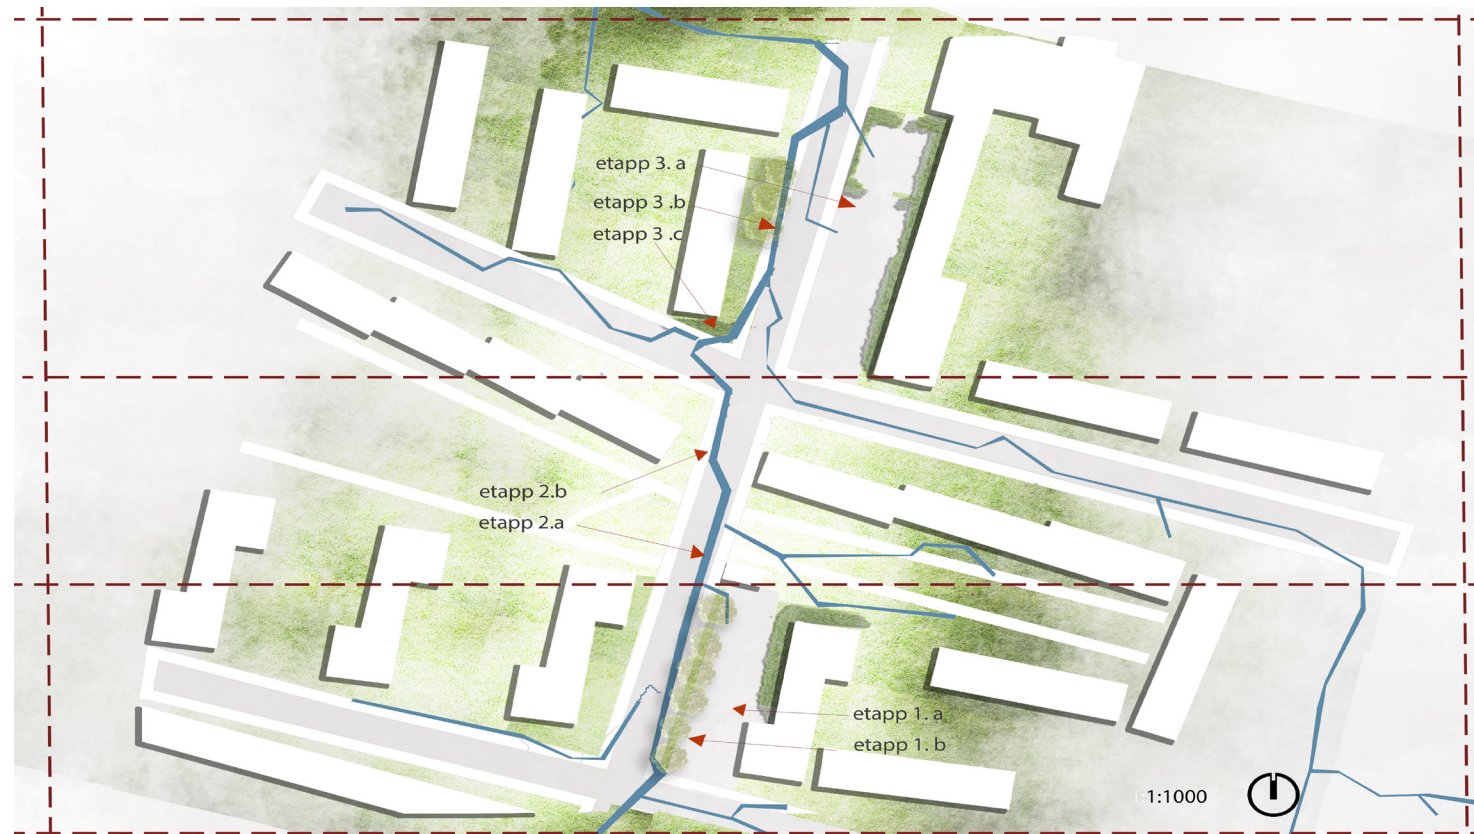 etapp 3. a
etapp 3 .b
etapp 3 .c
etapp 2.b
etapp 2.a
etapp 1. a
etapp 1. b
1:1000